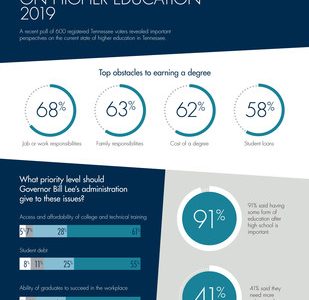 ON HIGHER EDUCATION
2019
A recent poll of 600 registered Tennessee voters revealed important
perspectives on the current state of higher education in Tennessee.
Top obstacles to earning a degree
68% 63% 62% 58%
Job or work responsibilities Family responsibilities Cost of a degree Student loans
What priority level should
Governor Bill Lee's administration
give to these issues?
Access and affordability of college and technical training
5% 7% 28% 61%
Student debt
8% 11% 25% 55%
Ability of graduates to succeed in the workplace
91%
91% said having
some form of
education after
high school is
important
41%
41% said they
need more